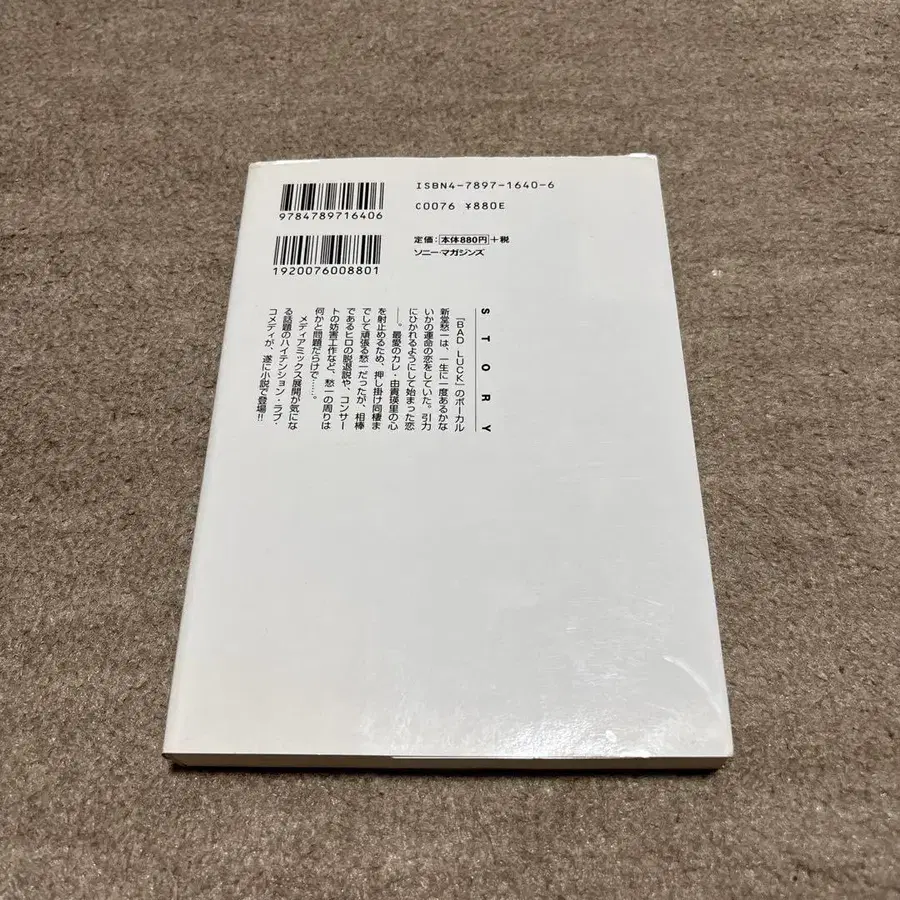 ISBN4-7897-1640-6
C0076 ¥880E
9784789716406
定価：本体880円＋税
ソニー・マガジンズ
1920076008801
STORY
『BAD LUCK』のボーカル
新堂愁一は、一生に一度あるかな
いかの運命の恋をしていた。引力
にひかれるようにして始まった恋
――。最愛のカレ・由貴瑛里の心
を射止めるため、押し掛け同棲ま
でして頑張る愁一だったが、相棒
であるヒロの脱退説や、コンサー
トの妨害工作など、愁一の周りは
何かと問題だらけで……。
メディアミックス展開が気にな
る話題のハイテンション・ラブ・
コメディが、遂に小説で登場!!